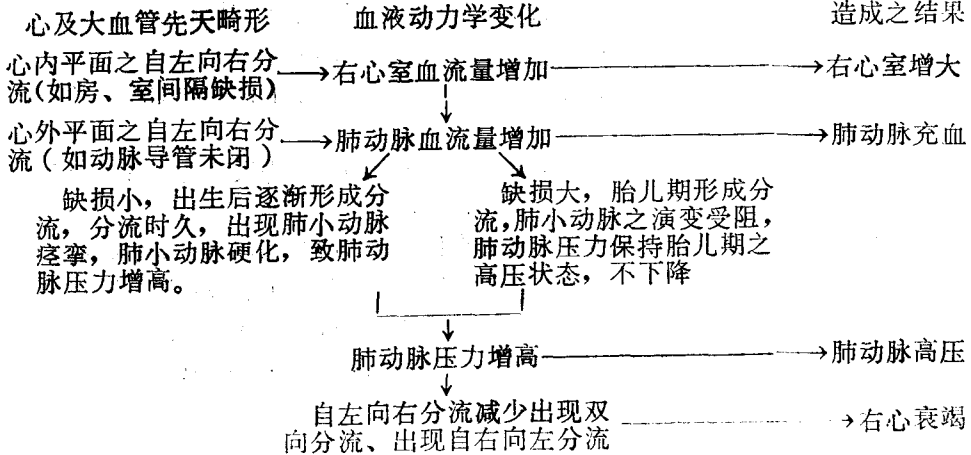 心及大血管先天畸形 血液动力学变化 造成之结果
心内平面之自左向右分
流(如房、室间隔缺损) 右心室血流量增加 右心室增大
心外平面之自左向右分
流(如动脉导管未闭) 肺动脉血流量增加 肺动脉充血
缺损小，出生后逐渐形成分
流，分流时久，出现肺小动脉
痉挛，肺小动脉硬化，致肺动
脉压力增高。
缺损大，胎儿期形成分
流，肺小动脉之演变受阻，
肺动脉压力保持胎儿期之
高压状态，不下降
肺动脉压力增高 肺动脉高压
自左向右分流减少出现双
向分流、出现自右向左分流 右心衰竭